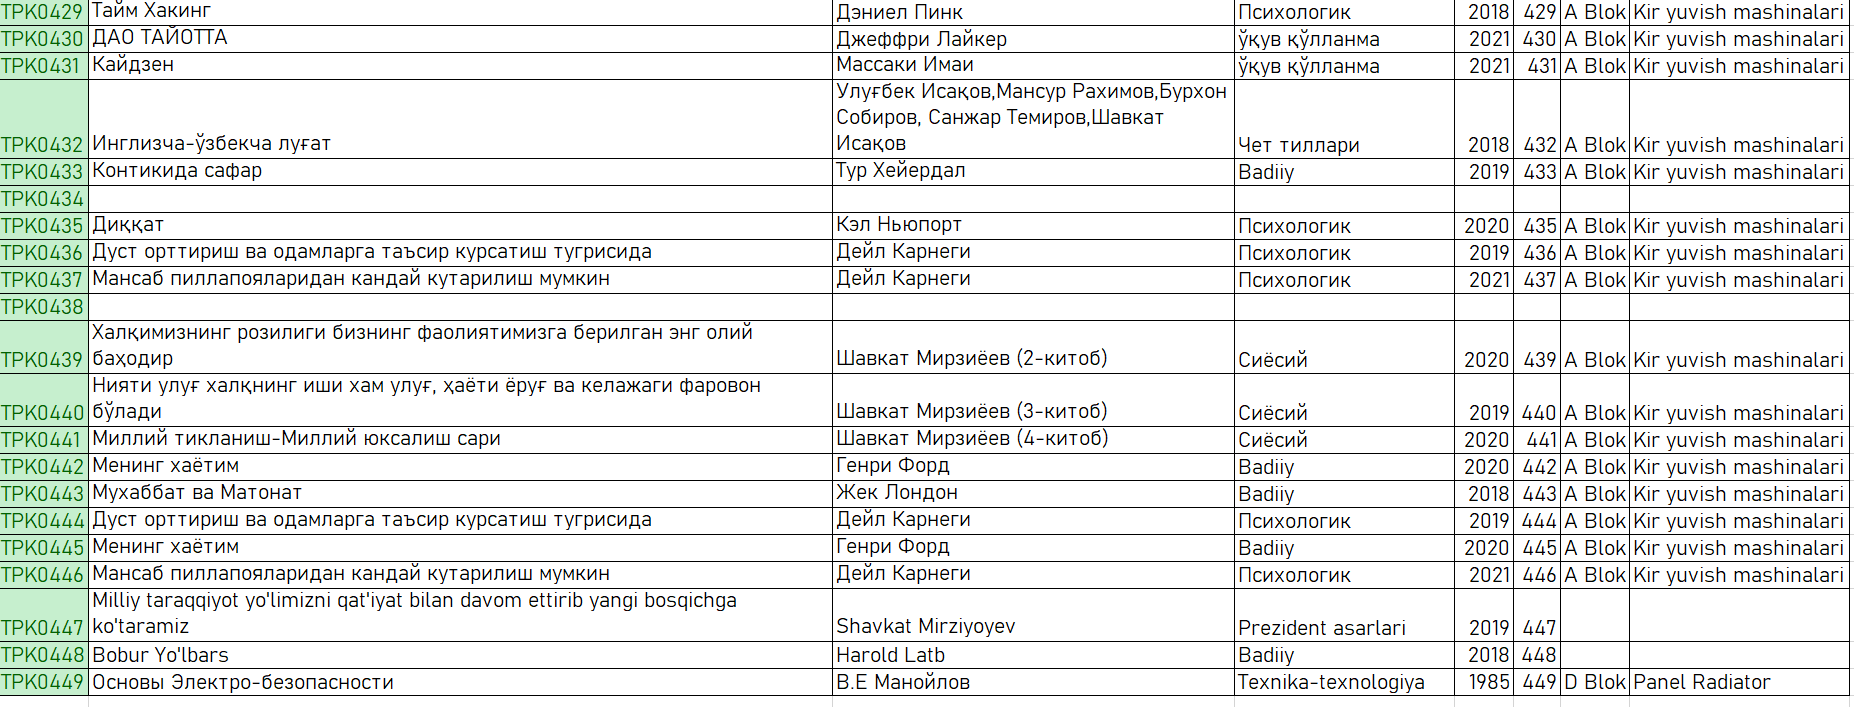 TPK0429 Тайм Хакинг Дэниел Пинк Психологик 2018 429 A Blok Kir yuvish mashinalari
TPK0430 ДАО ТАЙОТТА Джеффри Лайкер ўқув қўлланма 2021 430 A Blok Kir yuvish mashinalari
TPK0431 Кайдзен Массаки Имаи ўқув қўлланма 2021 431 A Blok Kir yuvish mashinalari
Улуғбек Исақов,Мансур Рахимов,Бурхон
Собиров, Санжар Темиров,Шавкат
TPK0432 Инглизча-ўзбекча луғат Исақов Чет тиллари 2018 432 A Blok Kir yuvish mashinalari
TPK0433 Контикида сафар Тур Хейердал Badiiy 2019 433 A Blok Kir yuvish mashinalari
TPK0434
TPK0435 Диққат Кэл Ньюпорт Психологик 2020 435 A Blok Kir yuvish mashinalari
TPK0436 Дуст орттириш ва одамларга таъсир курсатиш тугрисида Дейл Карнеги Психологик 2019 436 A Blok Kir yuvish mashinalari
TPK0437 Мансаб пиллапояларидан кандай кутарилиш мумкин Дейл Карнеги Психологик 2021 437 A Blok Kir yuvish mashinalari
TPK0438
Халқимизнинг розилиги бизнинг фаолиятимизга берилган энг олий
TPK0439 баҳодир Шавкат Мирзиёев (2-китоб) Сиёсий 2020 439 A Blok Kir yuvish mashinalari
Нияти улуғ халқнинг иши хам улуғ, ҳаёти ёруғ ва келажаги фаровон
TPK0440 бўлади Шавкат Мирзиёев (3-китоб) Сиёсий 2019 440 A Blok Kir yuvish mashinalari
TPK0441 Миллий тикланиш-Миллий юксалиш сари Шавкат Мирзиёев (4-китоб) Сиёсий 2020 441 A Blok Kir yuvish mashinalari
TPK0442 Менинг хаётим Генри Форд Badiiy 2020 442 A Blok Kir yuvish mashinalari
TPK0443 Мухаббат ва Матонат Жек Лондон Badiiy 2018 443 A Blok Kir yuvish mashinalari
TPK0444 Дуст орттириш ва одамларга таъсир курсатиш тугрисида Дейл Карнеги Психологик 2019 444 A Blok Kir yuvish mashinalari
TPK0445 Менинг хаётим Генри Форд Badiiy 2020 445 A Blok Kir yuvish mashinalari
TPK0446 Мансаб пиллапояларидан кандай кутарилиш мумкин Дейл Карнеги Психологик 2021 446 A Blok Kir yuvish mashinalari
Milliy taraqqiyot yo'limizni qat'iyat bilan davom ettirib yangi bosqichga
TPK0447 ko'taramiz Shavkat Mirziyoyev Prezident asarlari 2019 447
TPK0448 Bobur Yo'lbars Harold Latb Badiiy 2018 448
TPK0449 Основы Электро-безопасности В.Е Манойлов Texnika-texnologiya 1985 449 D Blok Panel Radiator